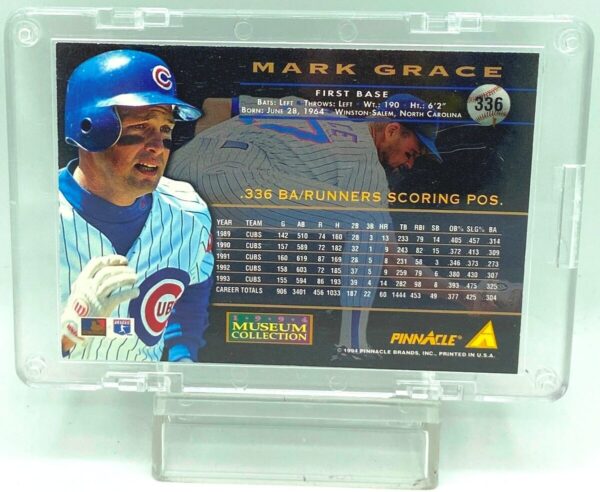 MARK GRACE
FIRST BASE
BATS: LEFT • THROWS: LEFT • WT.: 190 • HT.: 6'2"
BORN: JUNE 28, 1964 WINSTON-SALEM, NORTH CAROLINA
336
.336 BA/RUNNERS SCORING POS.
YEAR TEAM G AB R H 2B 3B HR TB RBI SB OB% SLG% BA
1989 CUBS 142 510 74 160 28 3 13 233 79 14 .405 .457 .314
1990 CUBS 157 589 72 182 32 1 9 243 82 15 .372 .413 .309
1991 CUBS 160 619 87 169 28 5 8 231 58 3 .346 .373 .273
1992 CUBS 158 603 72 185 37 5 9 259 79 6 .380 .430 .307
1993 CUBS 155 594 86 193 39 4 14 282 98 8 .393 .475 .325
CAREER TOTALS 906 3401 456 1033 187 22 60 1444 453 49 .377 .425 .304
1994
MUSEUM
COLLECTION
PINNACLE
© 1994 PINNACLE BRANDS, INC., PRINTED IN U.S.A.
C
CUBS